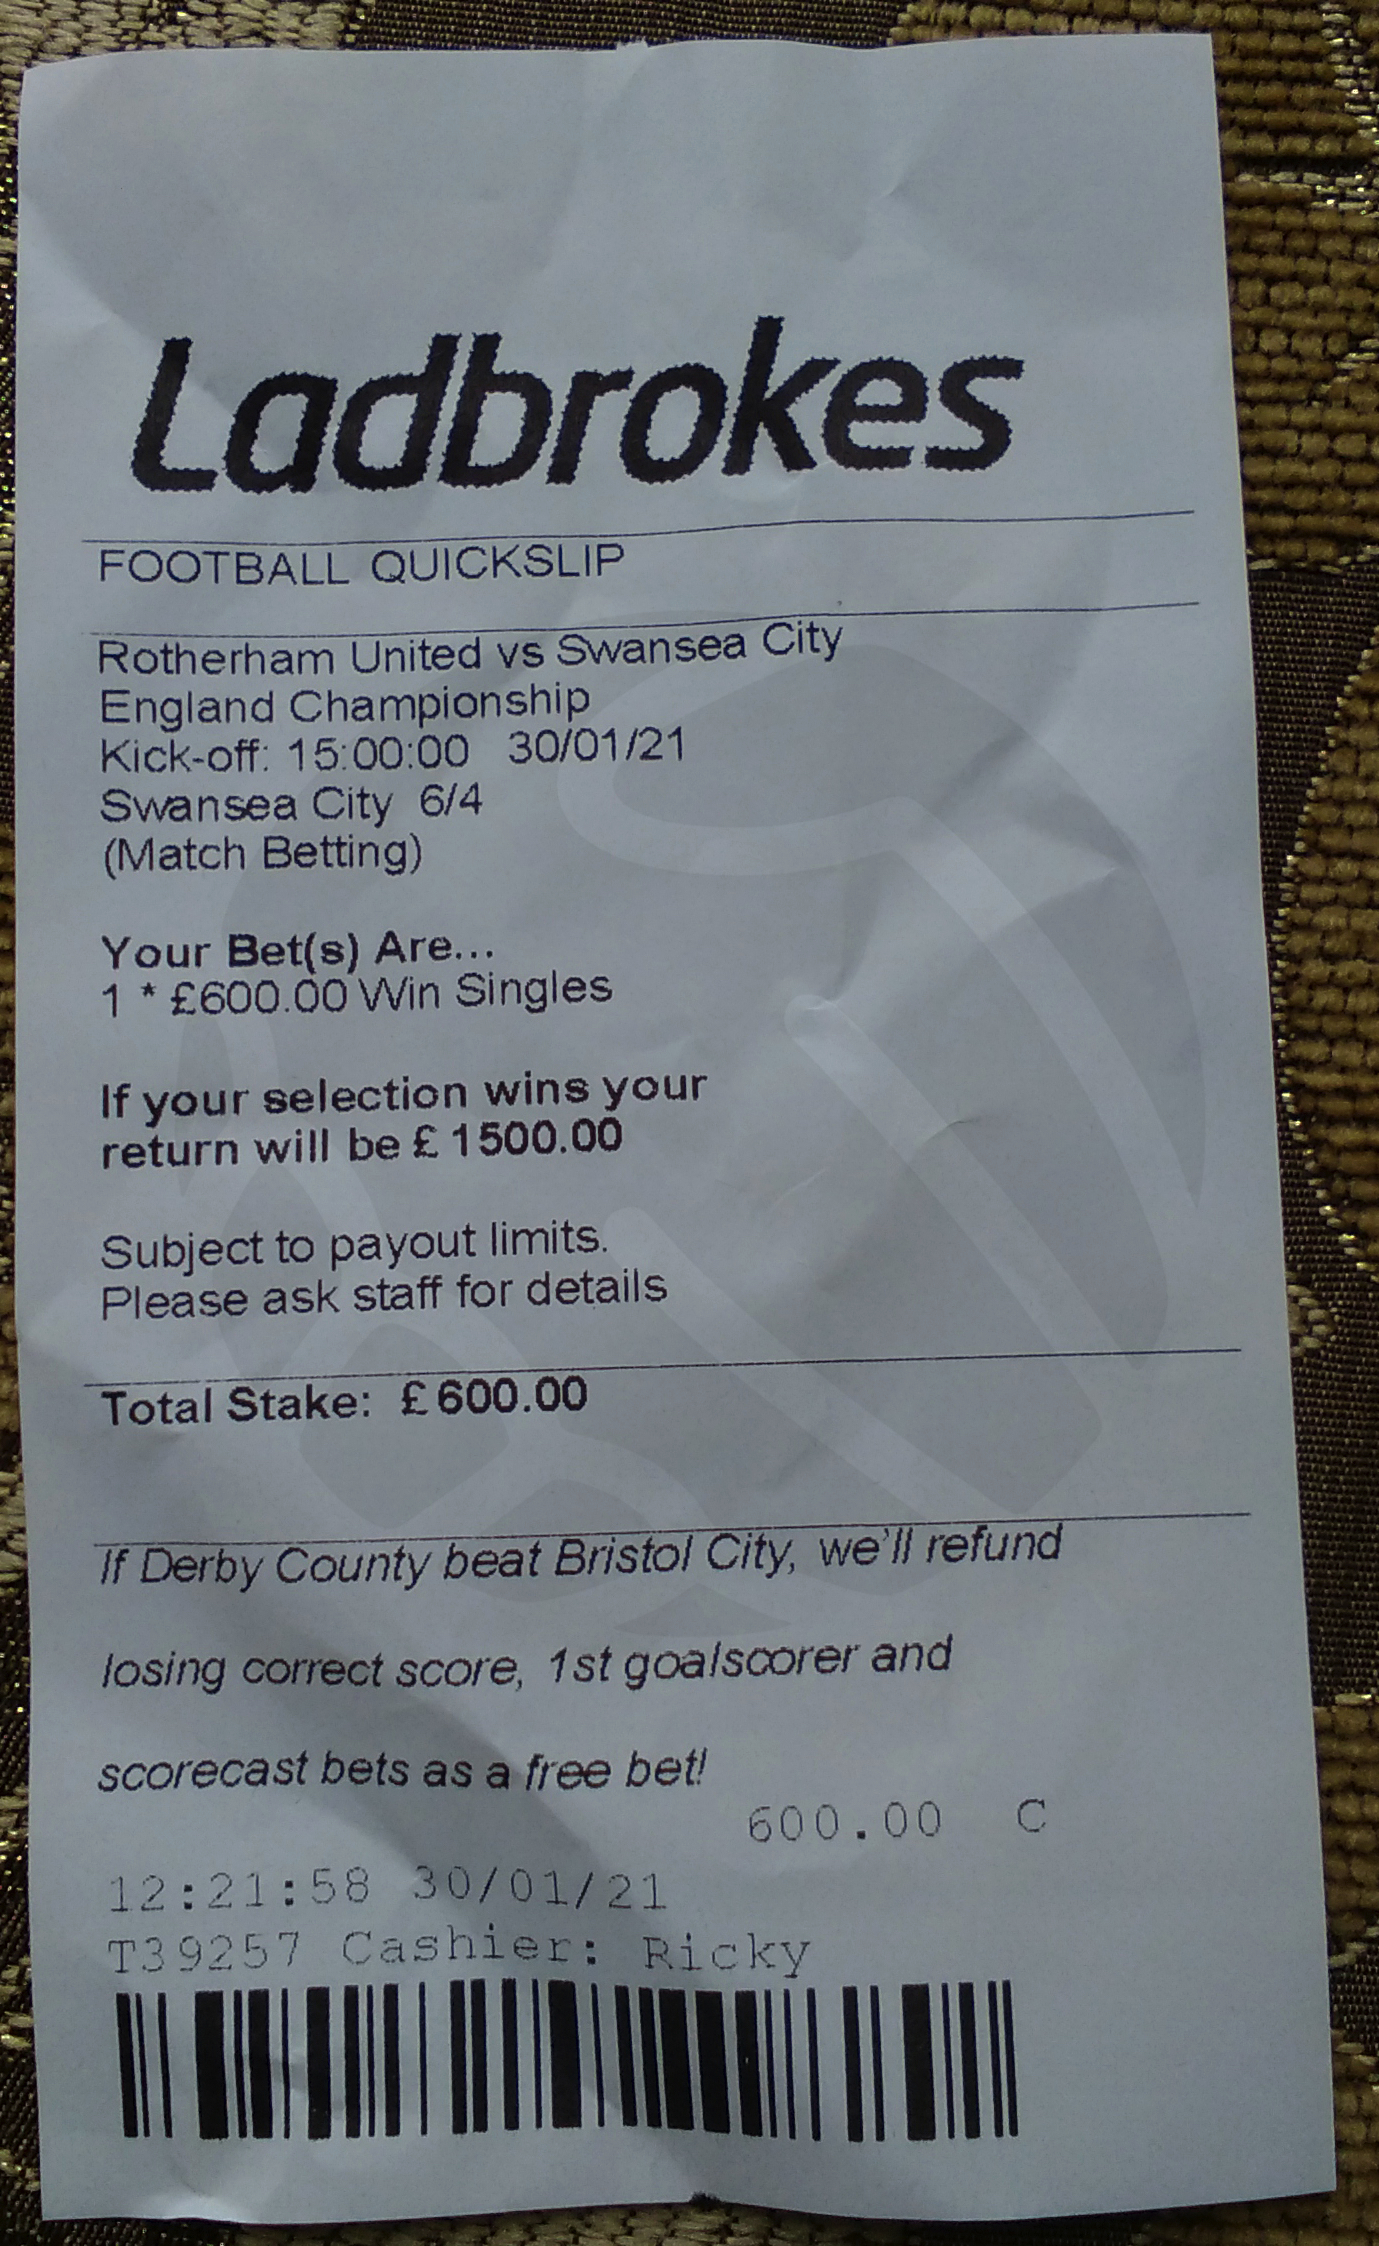 Ladbrokes
FOOTBALL QUICKSLIP
Rotherham United vs Swansea City
England Championship
Kick-off: 15:00:00 30/01/21
Swansea City 6/4
(Match Betting)
Your Bet(s) Are...
1 * £600.00 Win Singles
If your selection wins your
return will be £ 1500.00
Subject to payout limits.
Please ask staff for details
Total Stake: £ 600.00
If Derby County beat Bristol City, we'll refund
losing correct score, 1st goalscorer and
scorecast bets as a free bet!
600.00 C
12:21:58 30/01/21
T39257 Cashier: Ricky